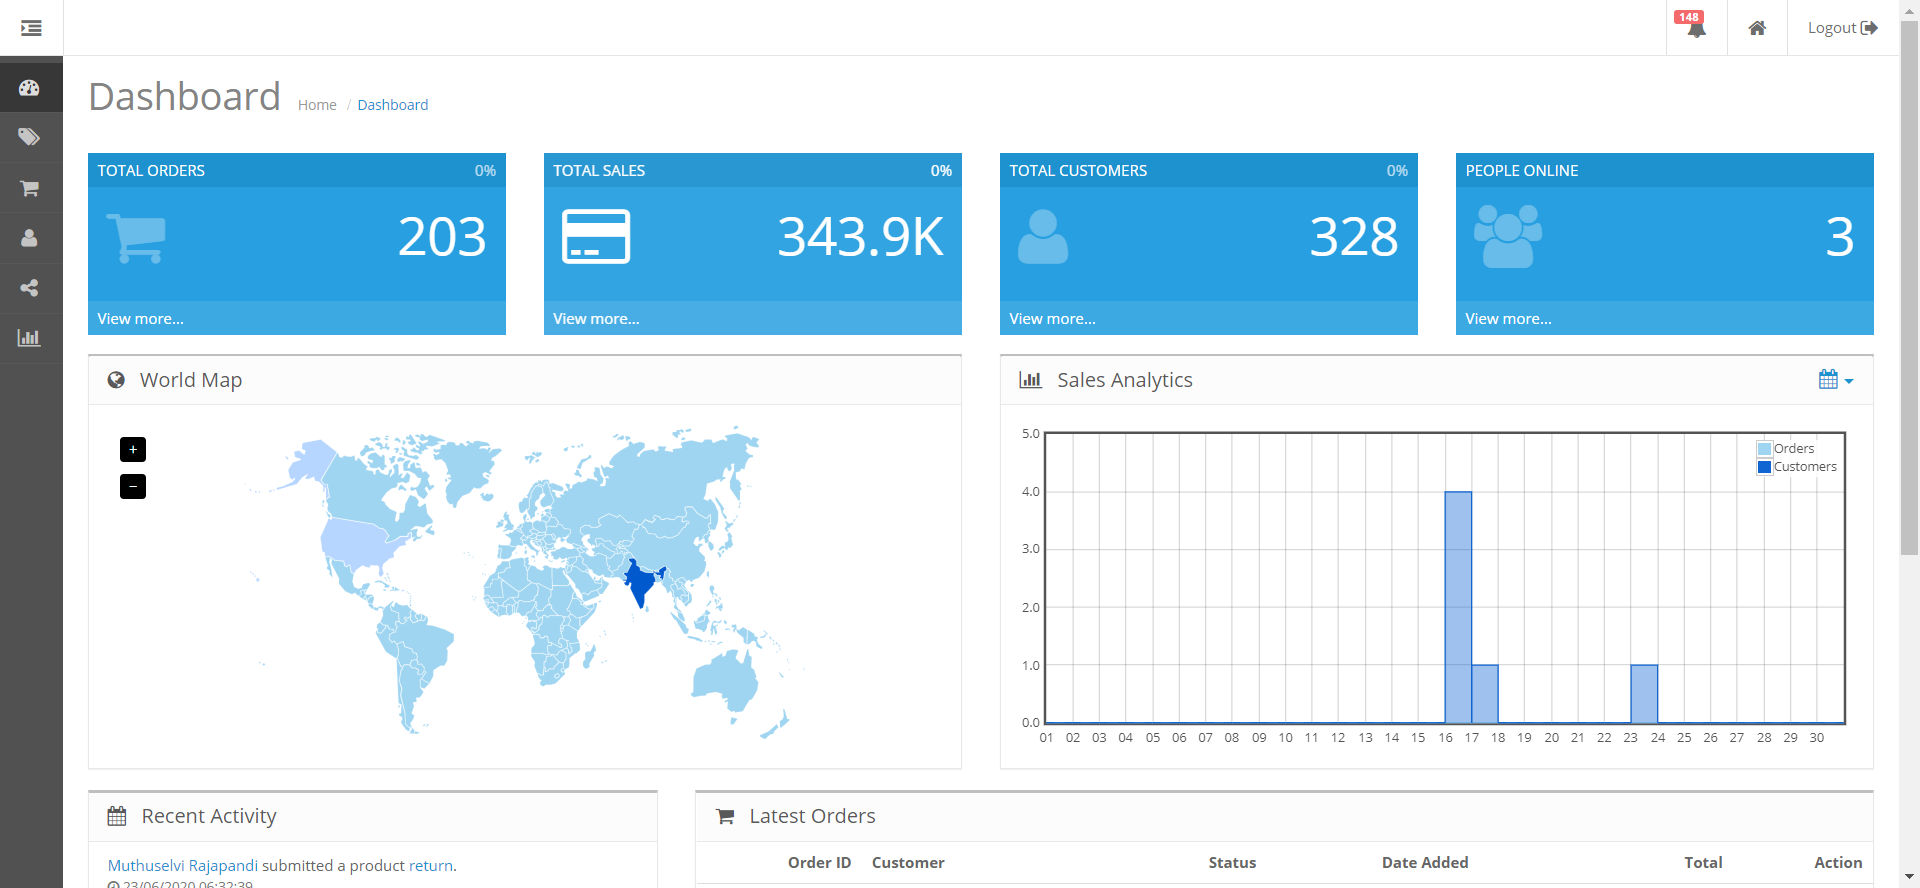 148
Logout
Dashboard Home / Dashboard
TOTAL ORDERS 0%
203
View more...
TOTAL SALES 0%
343.9K
View more...
TOTAL CUSTOMERS 0%
328
View more...
PEOPLE ONLINE
3
View more...
World Map
+
−
Sales Analytics
5.0
4.0
3.0
2.0
1.0
0.0
Orders
Customers
01 02 03 04 05 06 07 08 09 10 11 12 13 14 15 16 17 18 19 20 21 22 23 24 25 26 27 28 29 30
Recent Activity
Muthuselvi Rajapandi submitted a product return.
23/06/2020 06:32:39
Latest Orders
Order ID Customer Status Date Added Total Action